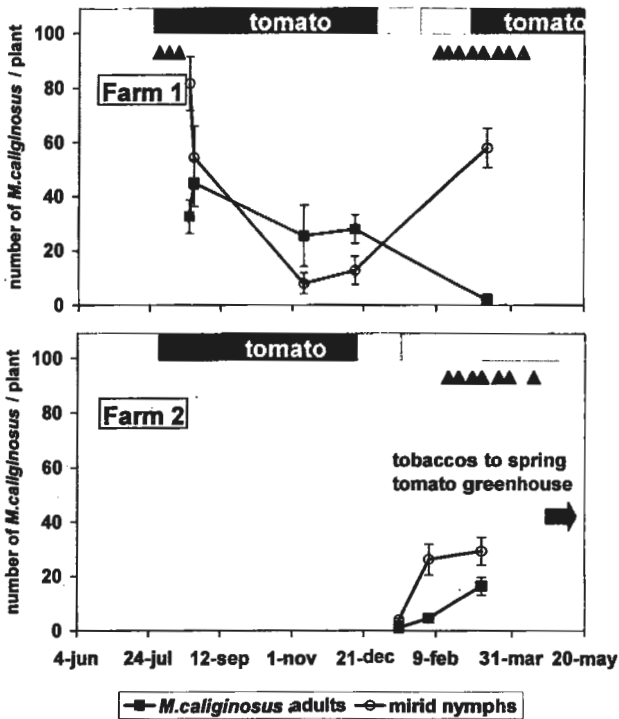 tomato
tomato
100
80
60
40
20
0
number of M.caliginosus / plant
Farm 1
tomato
100
80
60
40
20
0
number of M.caliginosus / plant
Farm 2
tobaccos to spring
tomato greenhouse
4-jun 24-jul 12-sep 1-nov 21-dec 9-feb 31-mar 20-may
M.caliginosus adults mirid nymphs